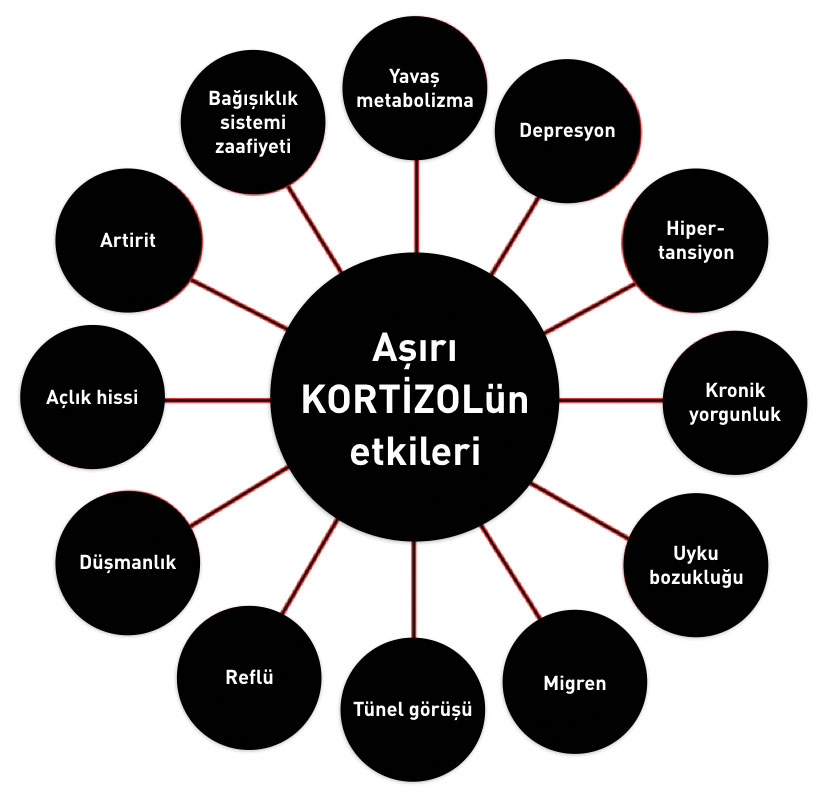 Aşırı
KORTİZOLün
etkileri
Yavaş
metabolizma
Depresyon
Hiper-
tansiyon
Kronik
yorgunluk
Uyku
bozukluğu
Migren
Tünel görüşü
Reflü
Düşmanlık
Açlık hissi
Artirit
Bağışıklık
sistemi
zaafiyeti